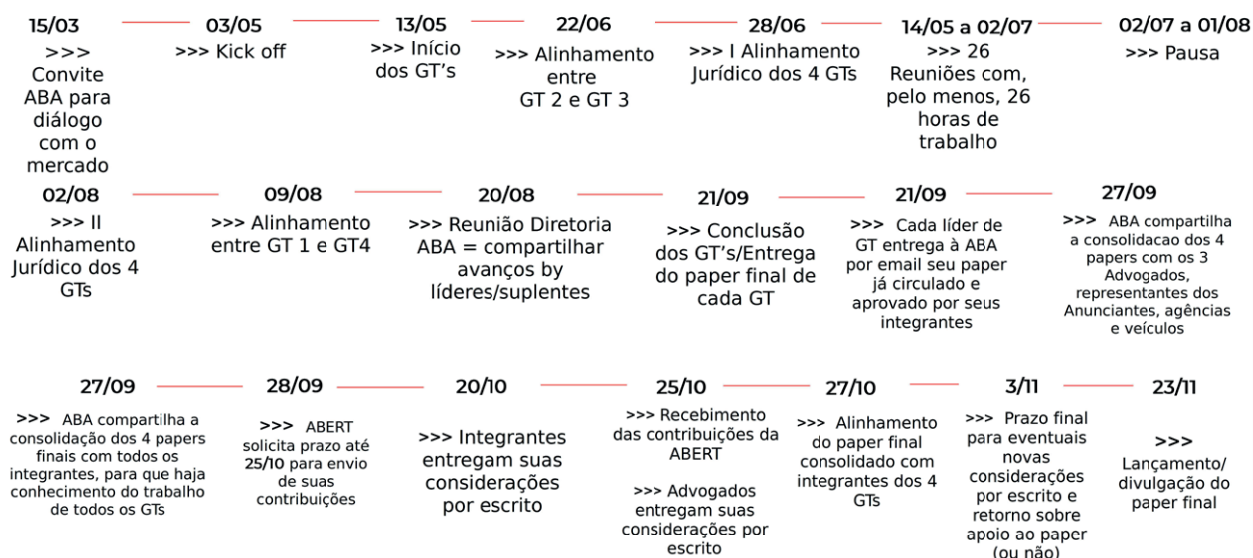 15/03
>>>
Convite
ABA para
diálogo
com o
mercado
03/05
>>> Kick off
13/05
>>> Início
dos GT's
22/06
>>> Alinhamento
entre
GT 2 e GT 3
28/06
>>> I Alinhamento
Jurídico dos 4 GTs
14/05 a 02/07
>>> 26
Reuniões com,
pelo menos, 26
horas de
trabalho
02/07 a 01/08
>>> Pausa
02/08
>>> II
Alinhamento
Jurídico dos 4
GTs
09/08
>>> Alinhamento
entre GT 1 e GT4
20/08
>>> Reunião Diretoria
ABA = compartilhar
avanços by
líderes/suplentes
21/09
>>> Conclusão
dos GT's/Entrega
do paper final de
cada GT
21/09
>>> Cada líder de
GT entrega à ABA
por email seu paper
já circulado e
aprovado por seus
integrantes
27/09
>>> ABA compartilha
a consolidacao dos 4
papers com os 3
Advogados,
representantes dos
Anunciantes, agências
e veículos
27/09
>>> ABA compartilha a
consolidação dos 4 papers
finais com todos os
integrantes, para que haja
conhecimento do trabalho
de todos os GTs
28/09
>>> ABERT
solicita prazo até
25/10 para envio
de suas
contribuições
20/10
>>> Integrantes
entregam suas
considerações
por escrito
25/10
>>> Recebimento
das contribuições da
ABERT
>>> Advogados
entregam suas
considerações por
escrito
27/10
>>> Alinhamento
do paper final
consolidado com
integrantes dos 4
GTs
3/11
>>> Prazo final
para eventuais
novas
considerações
por escrito e
retorno sobre
apoio ao paper
(ou não)
23/11
>>>
Lançamento/
divulgação do
paper final